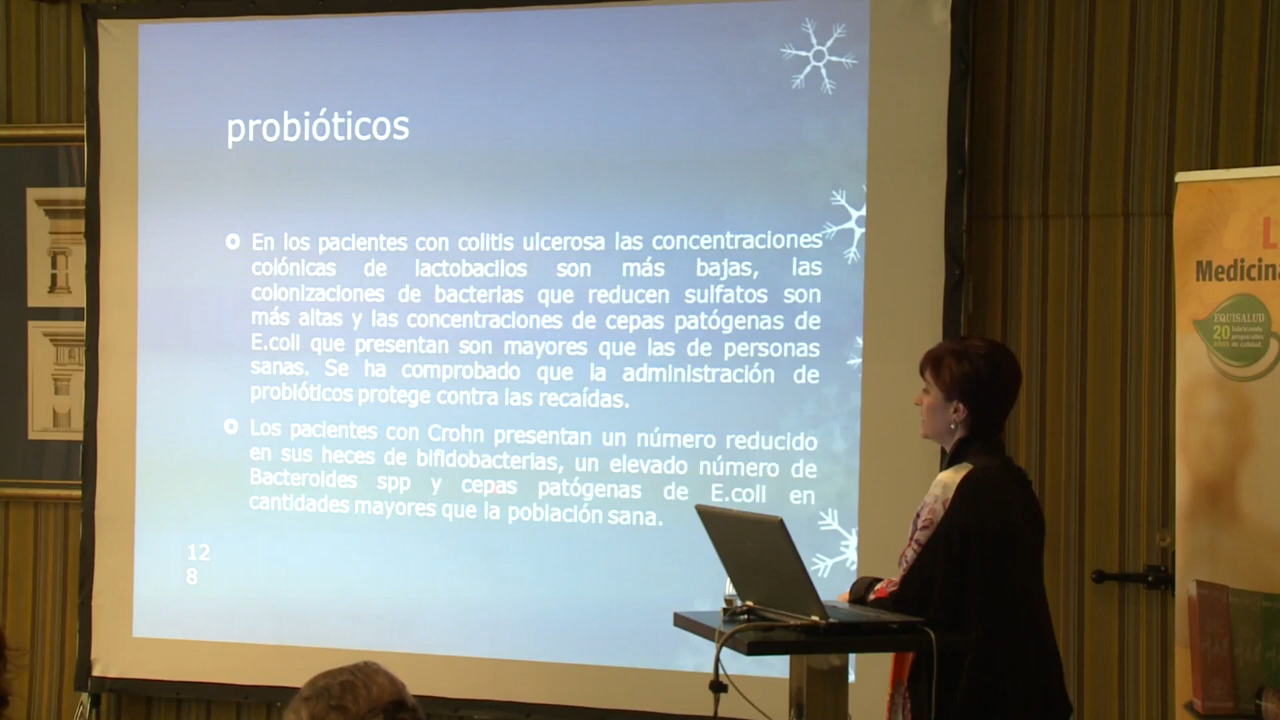 probióticos
En los pacientes con colitis ulcerosa las concentraciones
colónicas de lactobacilos son más bajas, las
colonizaciones de bacterias que reducen sulfatos son
más altas y las concentraciones de cepas patógenas de
E.coli que presentan son mayores que las de personas
sanas. Se ha comprobado que la administración de
probióticos protege contra las recaídas.
Los pacientes con Crohn presentan un número reducido
en sus heces de bifidobacterias, un elevado número de
Bacteroides spp y cepas patógenas de E.coli en
cantidades mayores que la población sana.
12
8
L
Medicina
EQUISALUD
20
años de calidad